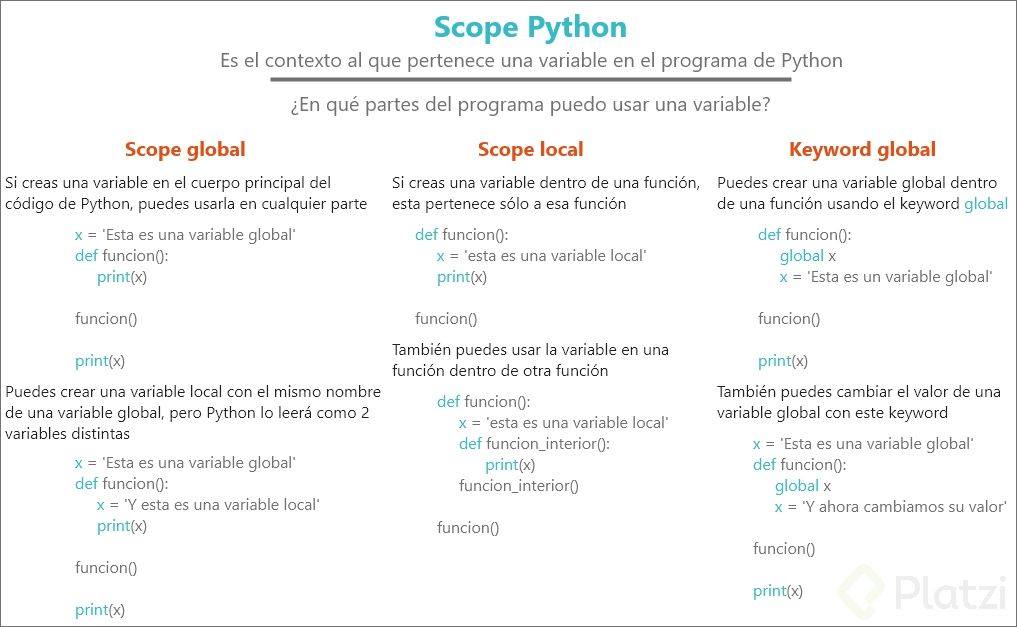 Scope Python
Es el contexto al que pertenece una variable en el programa de Python
¿En qué partes del programa puedo usar una variable?
Scope global
Si creas una variable en el cuerpo principal del
código de Python, puedes usarla en cualquier parte
x = 'Esta es una variable global'
def funcion():
print(x)
funcion()
print(x)
Puedes crear una variable local con el mismo nombre
de una variable global, pero Python lo leerá como 2
variables distintas
x = 'Esta es una variable global'
def funcion():
x = 'Y esta es una variable local'
print(x)
funcion()
print(x)
Scope local
Si creas una variable dentro de una función,
esta pertenece sólo a esa función
def funcion():
x = 'esta es una variable local'
print(x)
funcion()
También puedes usar la variable en una
función dentro de otra función
def funcion():
x = 'esta es una variable local'
def funcion_interior():
print(x)
funcion_interior()
funcion()
Keyword global
Puedes crear una variable global dentro
de una función usando el keyword global
def funcion():
global x
x = 'Esta es un variable global'
funcion()
print(x)
También puedes cambiar el valor de una
variable global con este keyword
x = 'Esta es una variable global'
def funcion():
global x
x = 'Y ahora cambiamos su valor'
funcion()
print(x)
Platzi